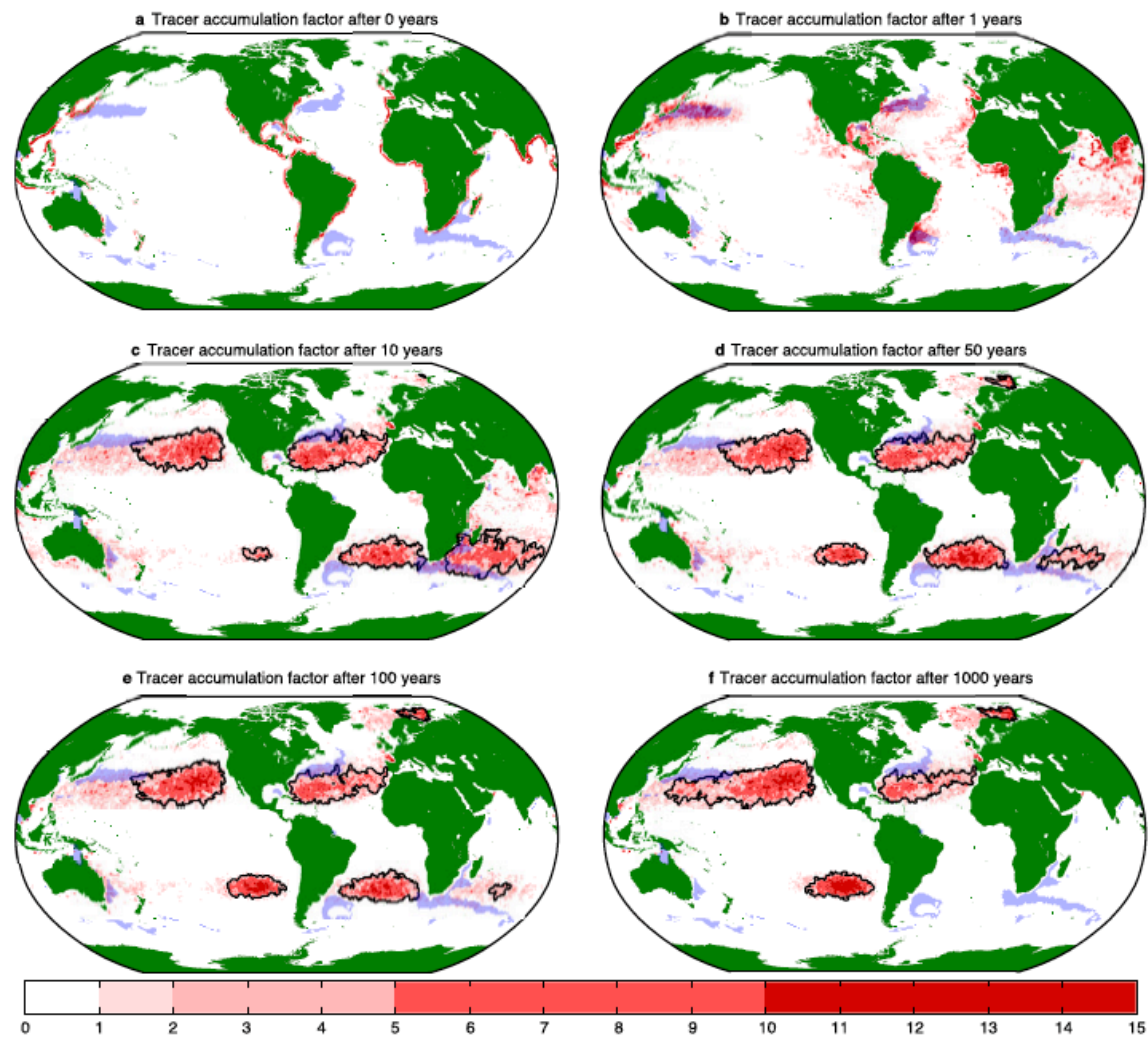 a Tracer accumulation factor after 0 years
b Tracer accumulation factor after 1 years
c Tracer accumulation factor after 10 years
d Tracer accumulation factor after 50 years
e Tracer accumulation factor after 100 years
f Tracer accumulation factor after 1000 years
0 1 2 3 4 5 6 7 8 9 10 11 12 13 14 15